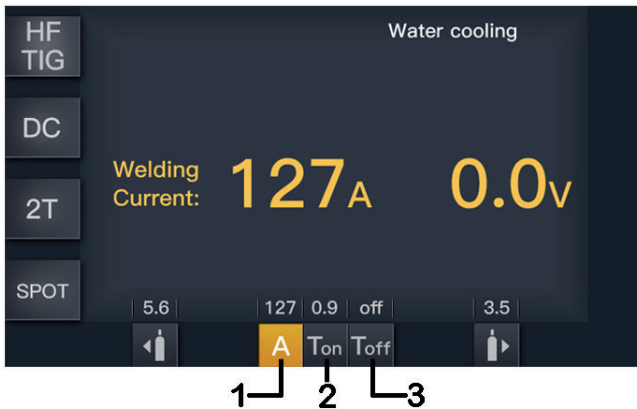 HF
TIG
Water cooling
DC
Welding
Current:
127A
0.0V
2T
SPOT
5.6
127
0.9
off
3.5
A
Ton
Toff
1
2
3